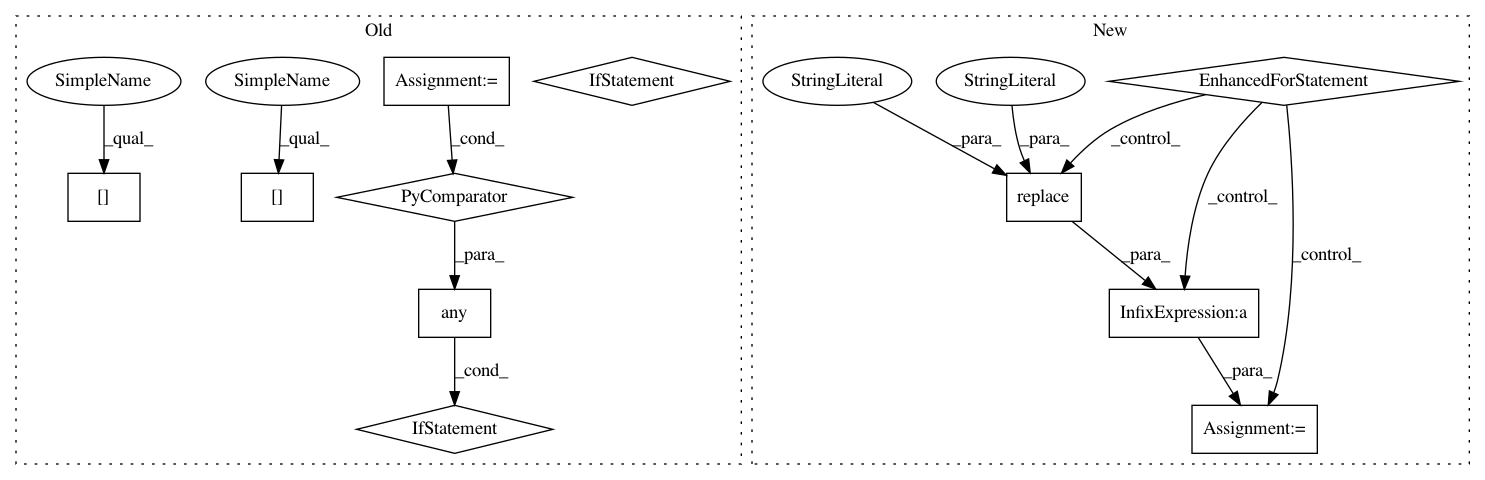 Old
New
SimpleName
SimpleName
Assignment:=
IfStatement
StringLiteral
StringLiteral
EnhancedForStatement
_qual_
_qual_
_cond_
_para_
_para_
_control_
[]
[]
PyComparator
replace
_control_
_para_
_para_
_control_
any
InfixExpression:a
_cond_
_para_
IfStatement
Assignment:=